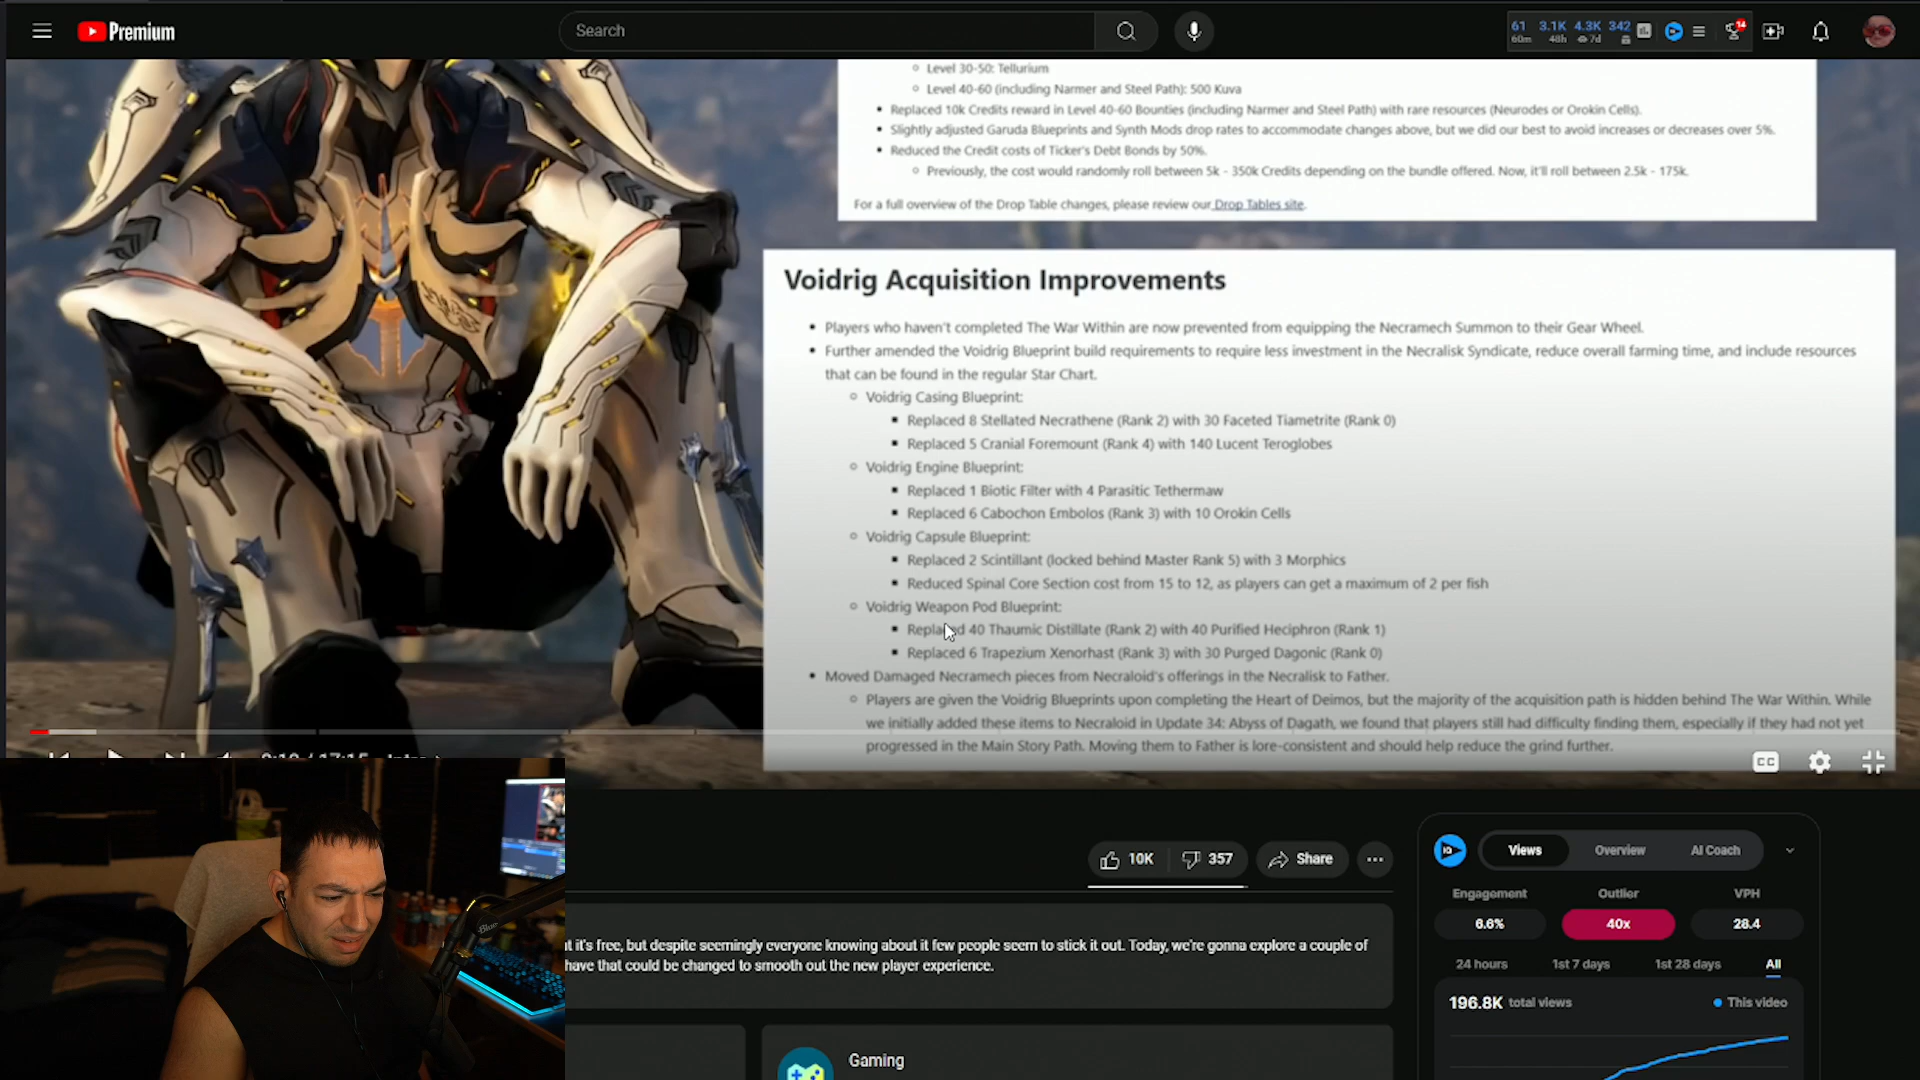 Premium
Search
61 3.1K 4.3K 342
60m 48h 7d
14
Level 30-50: Tellurium
Level 40-60 (including Narmer and Steel Path): 500 Kuva
Replaced 10k Credits reward in Level 40-60 Bounties (including Narmer and Steel Path) with rare resources (Neurodes or Orokin Cells).
Slightly adjusted Garuda Blueprints and Synth Mods drop rates to accommodate changes above, but we did our best to avoid increases or decreases over 5%.
Reduced the Credit costs of Ticker's Debt Bonds by 50%.
Previously, the cost would randomly roll between 5k - 350k Credits depending on the bundle offered. Now, it'll roll between 2.5k - 175k.
For a full overview of the Drop Table changes, please review our Drop Tables site.
Voidrig Acquisition Improvements
Players who haven't completed The War Within are now prevented from equipping the Necramech Summon to their Gear Wheel.
Further amended the Voidrig Blueprint build requirements to require less investment in the Necralisk Syndicate, reduce overall farming time, and include resources
that can be found in the regular Star Chart.
Voidrig Casing Blueprint:
Replaced 8 Stellated Necrathene (Rank 2) with 30 Faceted Tiametrite (Rank 0)
Replaced 5 Cranial Foremount (Rank 4) with 140 Lucent Teroglobes
Voidrig Engine Blueprint:
Replaced 1 Biotic Filter with 4 Parasitic Tethermaw
Replaced 6 Cabochon Embolos (Rank 3) with 10 Orokin Cells
Voidrig Capsule Blueprint:
Replaced 2 Scintillant (locked behind Master Rank 5) with 3 Morphics
Reduced Spinal Core Section cost from 15 to 12, as players can get a maximum of 2 per fish
Voidrig Weapon Pod Blueprint:
Replaced 40 Thaumic Distillate (Rank 2) with 40 Purified Heciphron (Rank 1)
Replaced 6 Trapezium Xenorhast (Rank 3) with 30 Purged Dagonic (Rank 0)
Moved Damaged Necramech pieces from Necraloid's offerings in the Necralisk to Father.
Players are given the Voidrig Blueprints upon completing the Heart of Deimos, but the majority of the acquisition path is hidden behind The War Within. While
we initially added these items to Necraloid in Update 34: Abyss of Dagath, we found that players still had difficulty finding them, especially if they had not yet
progressed in the Main Story Path. Moving them to Father is lore-consistent and should help reduce the grind further.
CC
10K 357 Share
Views Overview AI Coach
Engagement Outlier VPH
6.6% 40x 28.4
it's free, but despite seemingly everyone knowing about it few people seem to stick it out. Today, we're gonna explore a couple of
have that could be changed to smooth out the new player experience.
24 hours 1st 7 days 1st 28 days All
196.8K total views This video
Gaming
Blue